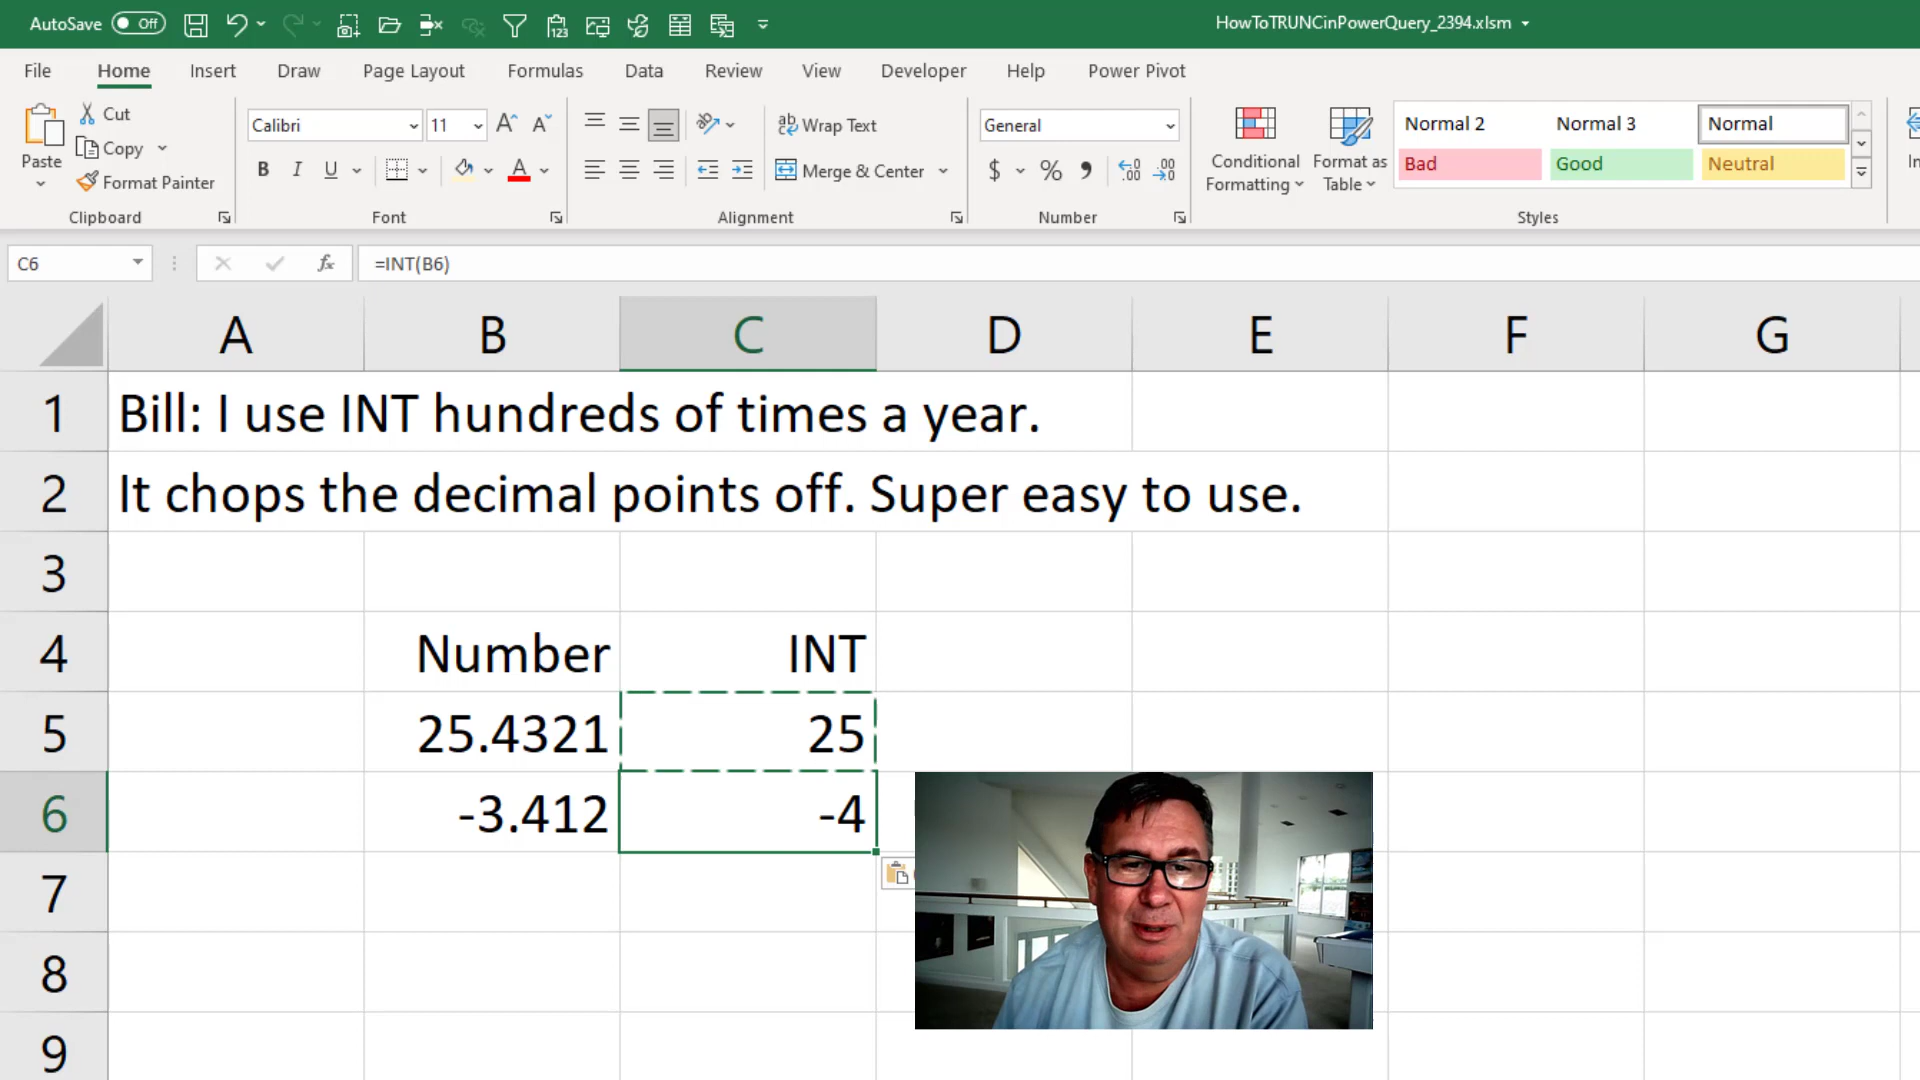 AutoSave Off
HowToTRUNCinPowerQuery_2394.xlsm
File Home Insert Draw Page Layout Formulas Data Review View Developer Help Power Pivot
Paste
Cut
Copy
Format Painter
Clipboard
Calibri 11
B I U A
Font
Wrap Text
Merge & Center
Alignment
General
$ %
Number
Conditional Formatting
Format as Table
Normal 2 Normal 3 Normal
Bad Good Neutral
Styles
C6 fx =INT(B6)
A B C D E F G
1 Bill: I use INT hundreds of times a year.
2 It chops the decimal points off. Super easy to use.
3
4 Number INT
5 25.4321 25
6 -3.412 -4
7
8
9